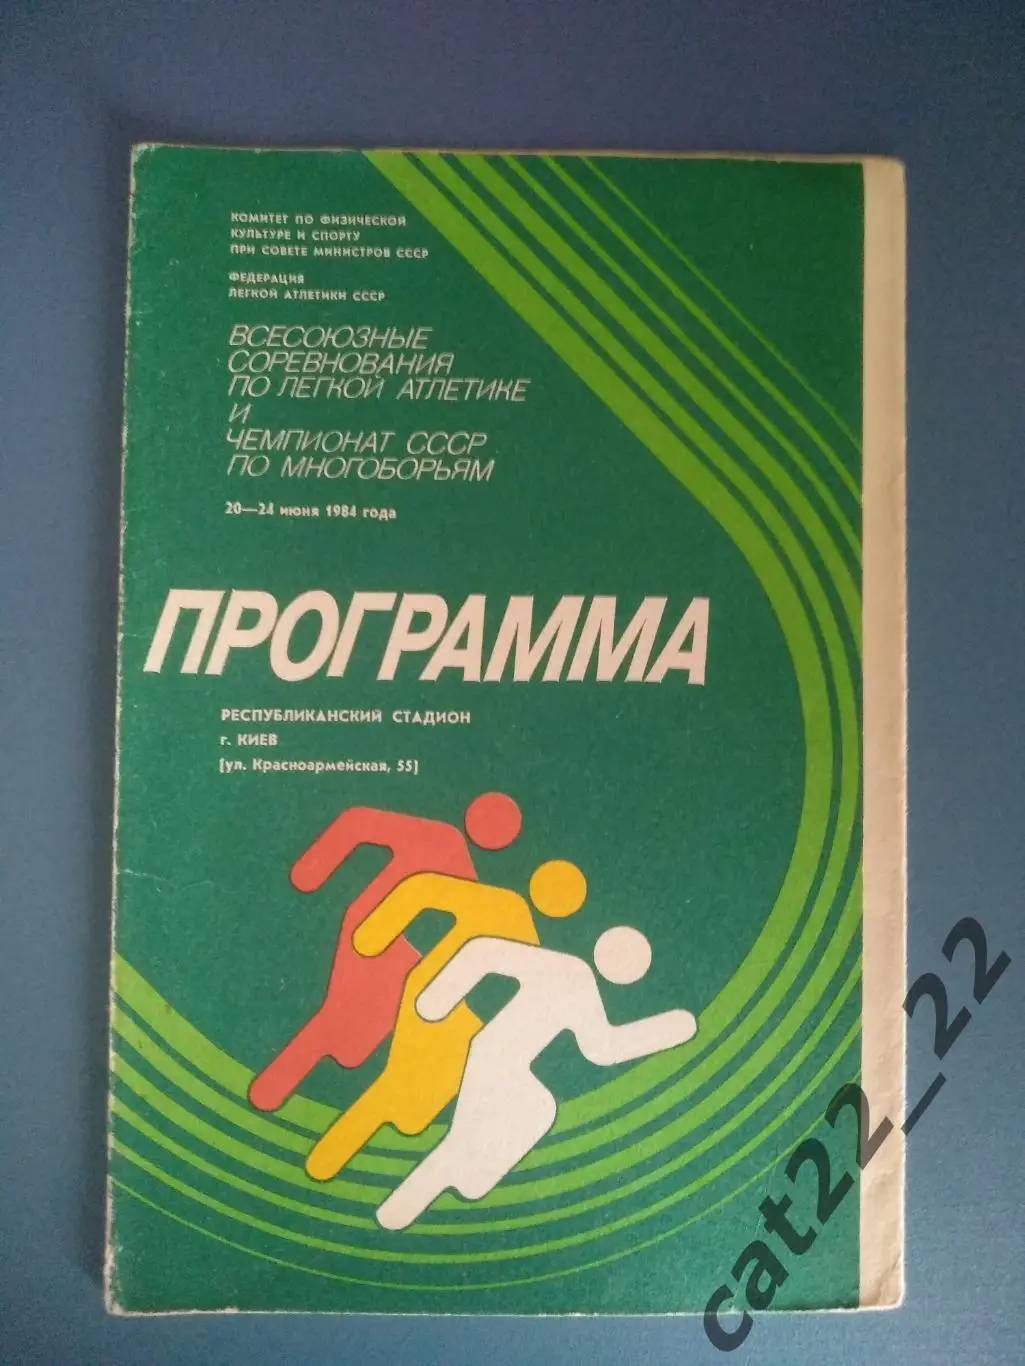 КОМИТЕТ ПО ФИЗИЧЕСКОЙ
КУЛЬТУРЕ И СПОРТУ
ПРИ СОВЕТЕ МИНИСТРОВ СССР
ФЕДЕРАЦИЯ
ЛЕГКОЙ АТЛЕТИКИ СССР
ВСЕСОЮЗНЫЕ
СОРЕВНОВАНИЯ
ПО ЛЕГКОЙ АТЛЕТИКЕ
И
ЧЕМПИОНАТ СССР
ПО МНОГОБОРЬЯМ
20—24 июня 1984 года
ПРОГРАММА
РЕСПУБЛИКАНСКИЙ СТАДИОН
г. КИЕВ
(ул. Красноармейская, 55)
cat22_22